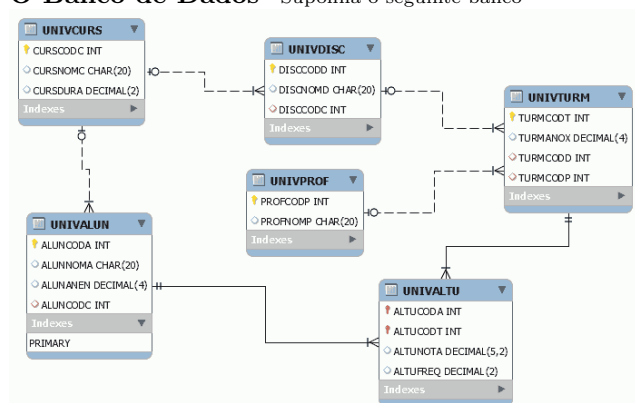 O Banco de Dados Suponha o seguinte banco
UNIVCURS
CURSCODC INT
CURSNOMC CHAR(20)
CURSDURA DECIMAL(2)
Indexes
UNIVDISC
DISCCODD INT
DISCNOMD CHAR(20)
DISCCODC INT
Indexes
UNIVTURM
TURMCODT INT
TURMANOX DECIMAL(4)
TURMCODD INT
TURMCODP INT
Indexes
UNIVPROF
PROFCODP INT
PROFNOMP CHAR(20)
Indexes
UNIVALUN
ALUNCODA INT
ALUNNOMA CHAR(20)
ALUNANEN DECIMAL(4)
ALUNCODC INT
Indexes
PRIMARY
UNIVALTU
ALTUCODA INT
ALTUCODT INT
ALTUNOTA DECIMAL(5,2)
ALTUFREQ DECIMAL(2)
Indexes